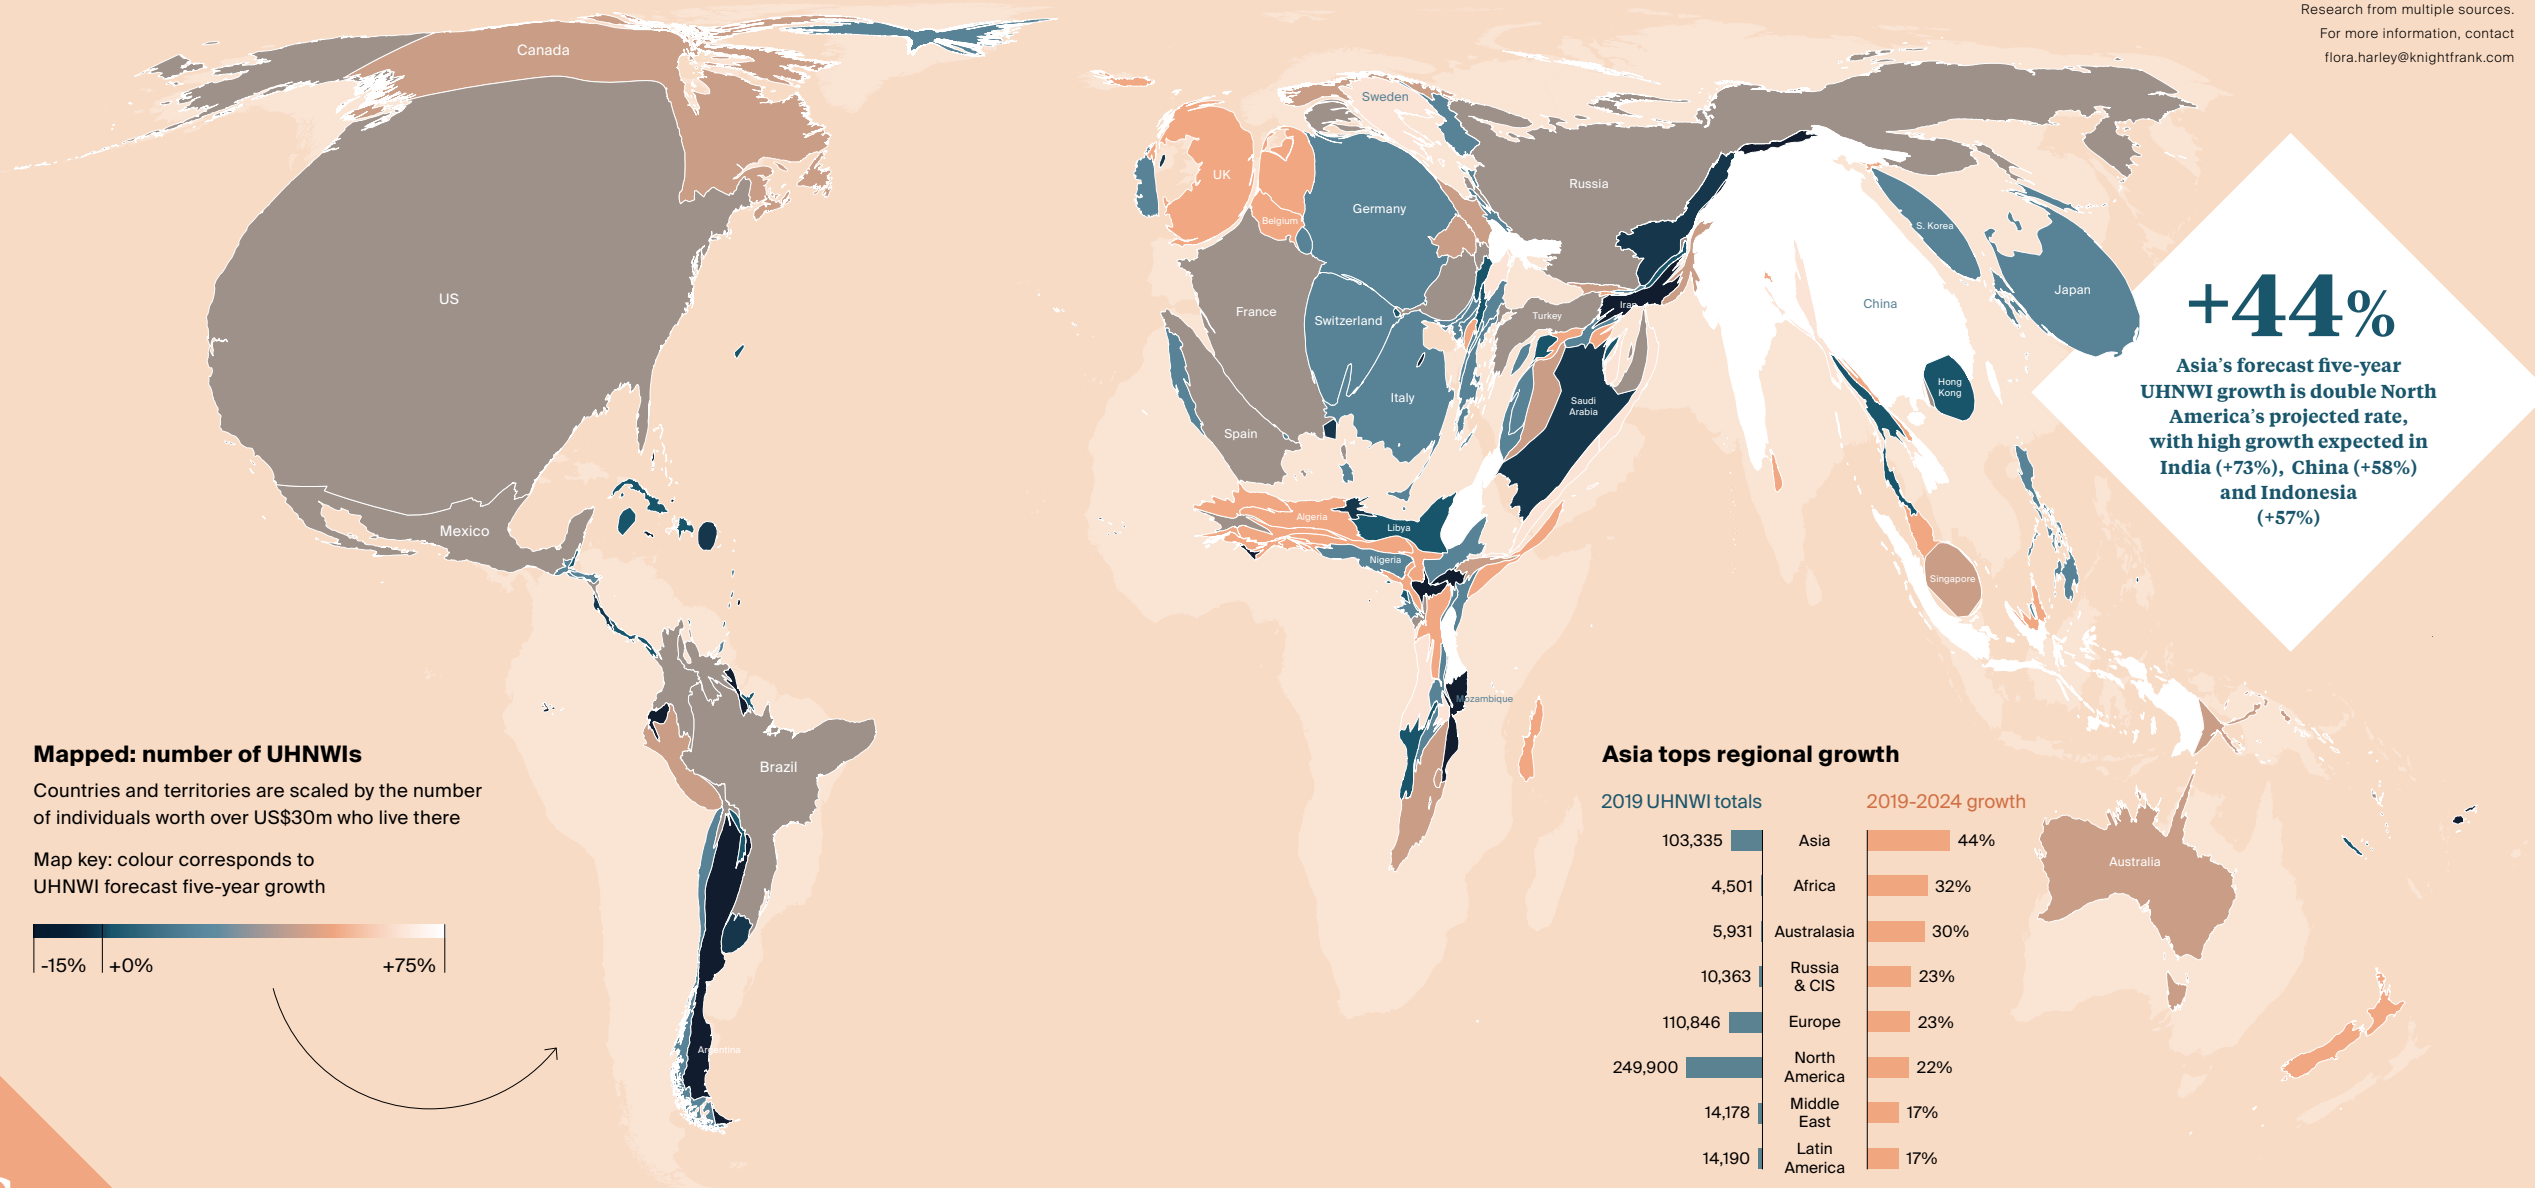 Research from multiple sources.
For more information, contact
flora.harley@knightfrank.com
Canada
US
Mexico
Brazil
Argentina
Sweden
UK
Belgium
Germany
Russia
France
Switzerland
Italy
Spain
Turkey
Iran
Saudi
Arabia
Algeria
Libya
Nigeria
Mozambique
China
S. Korea
Japan
Hong
Kong
Singapore
Australia
+44%
Asia's forecast five-year
UHNWI growth is double North
America's projected rate,
with high growth expected in
India (+73%), China (+58%)
and Indonesia
(+57%)
Mapped: number of UHNWIs
Countries and territories are scaled by the number
of individuals worth over US$30m who live there
Map key: colour corresponds to
UHNWI forecast five-year growth
-15% +0% +75%
Asia tops regional growth
2019 UHNWI totals 2019-2024 growth
103,335 Asia 44%
4,501 Africa 32%
5,931 Australasia 30%
10,363 Russia
& CIS 23%
110,846 Europe 23%
249,900 North
America 22%
14,178 Middle
East 17%
14,190 Latin
America 17%